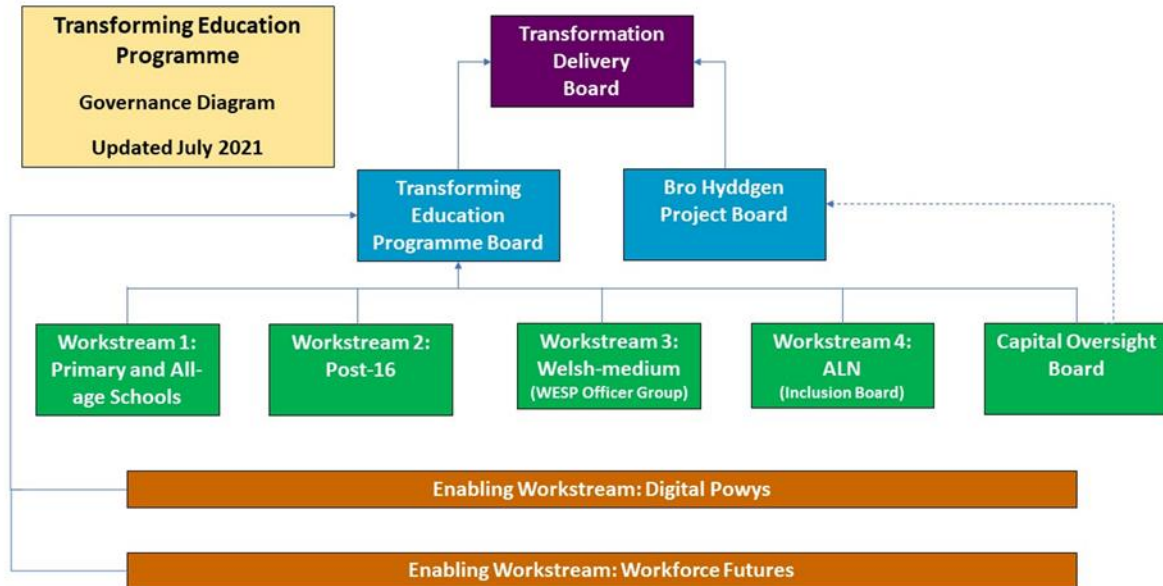 Transforming Education
Programme
Governance Diagram
Updated July 2021
Transformation
Delivery
Board
Transforming
Education
Programme Board
Bro Hyddgen
Project Board
Workstream 1:
Primary and All-
age Schools
Workstream 2:
Post-16
Workstream 3:
Welsh-medium
(WESP Officer Group)
Workstream 4:
ALN
(Inclusion Board)
Capital Oversight
Board
Enabling Workstream: Digital Powys
Enabling Workstream: Workforce Futures